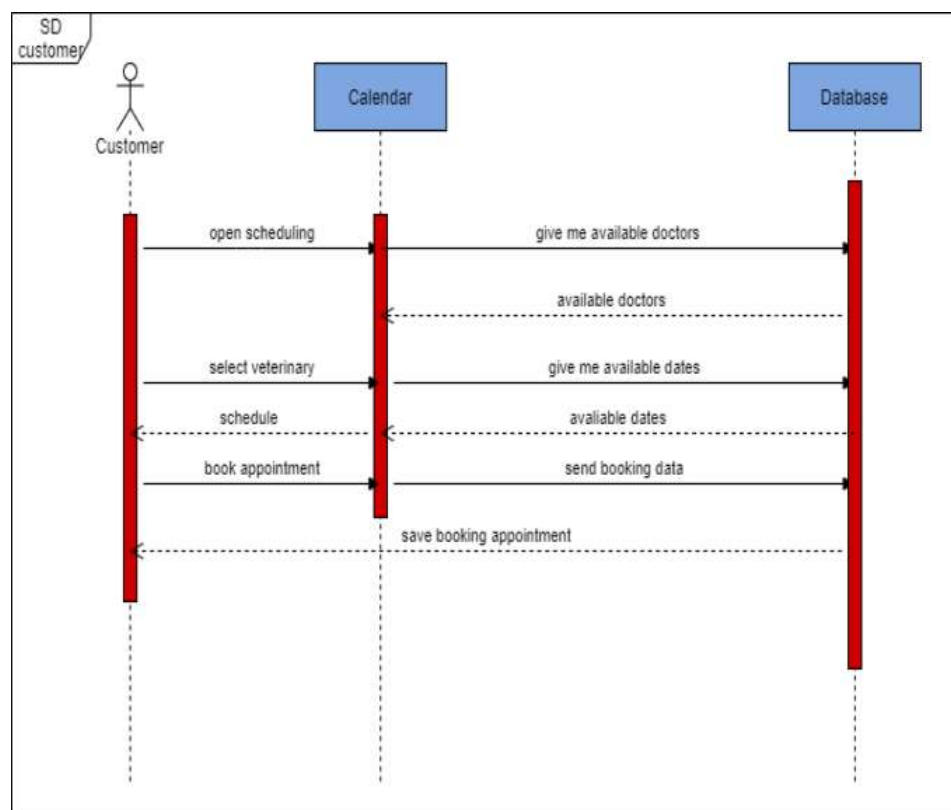 SD
customer
Calendar
Database
Customer
open scheduling
give me available doctors
available doctors
select veterinary
give me available dates
schedule
avaliable dates
book appointment
send booking data
save booking appointment